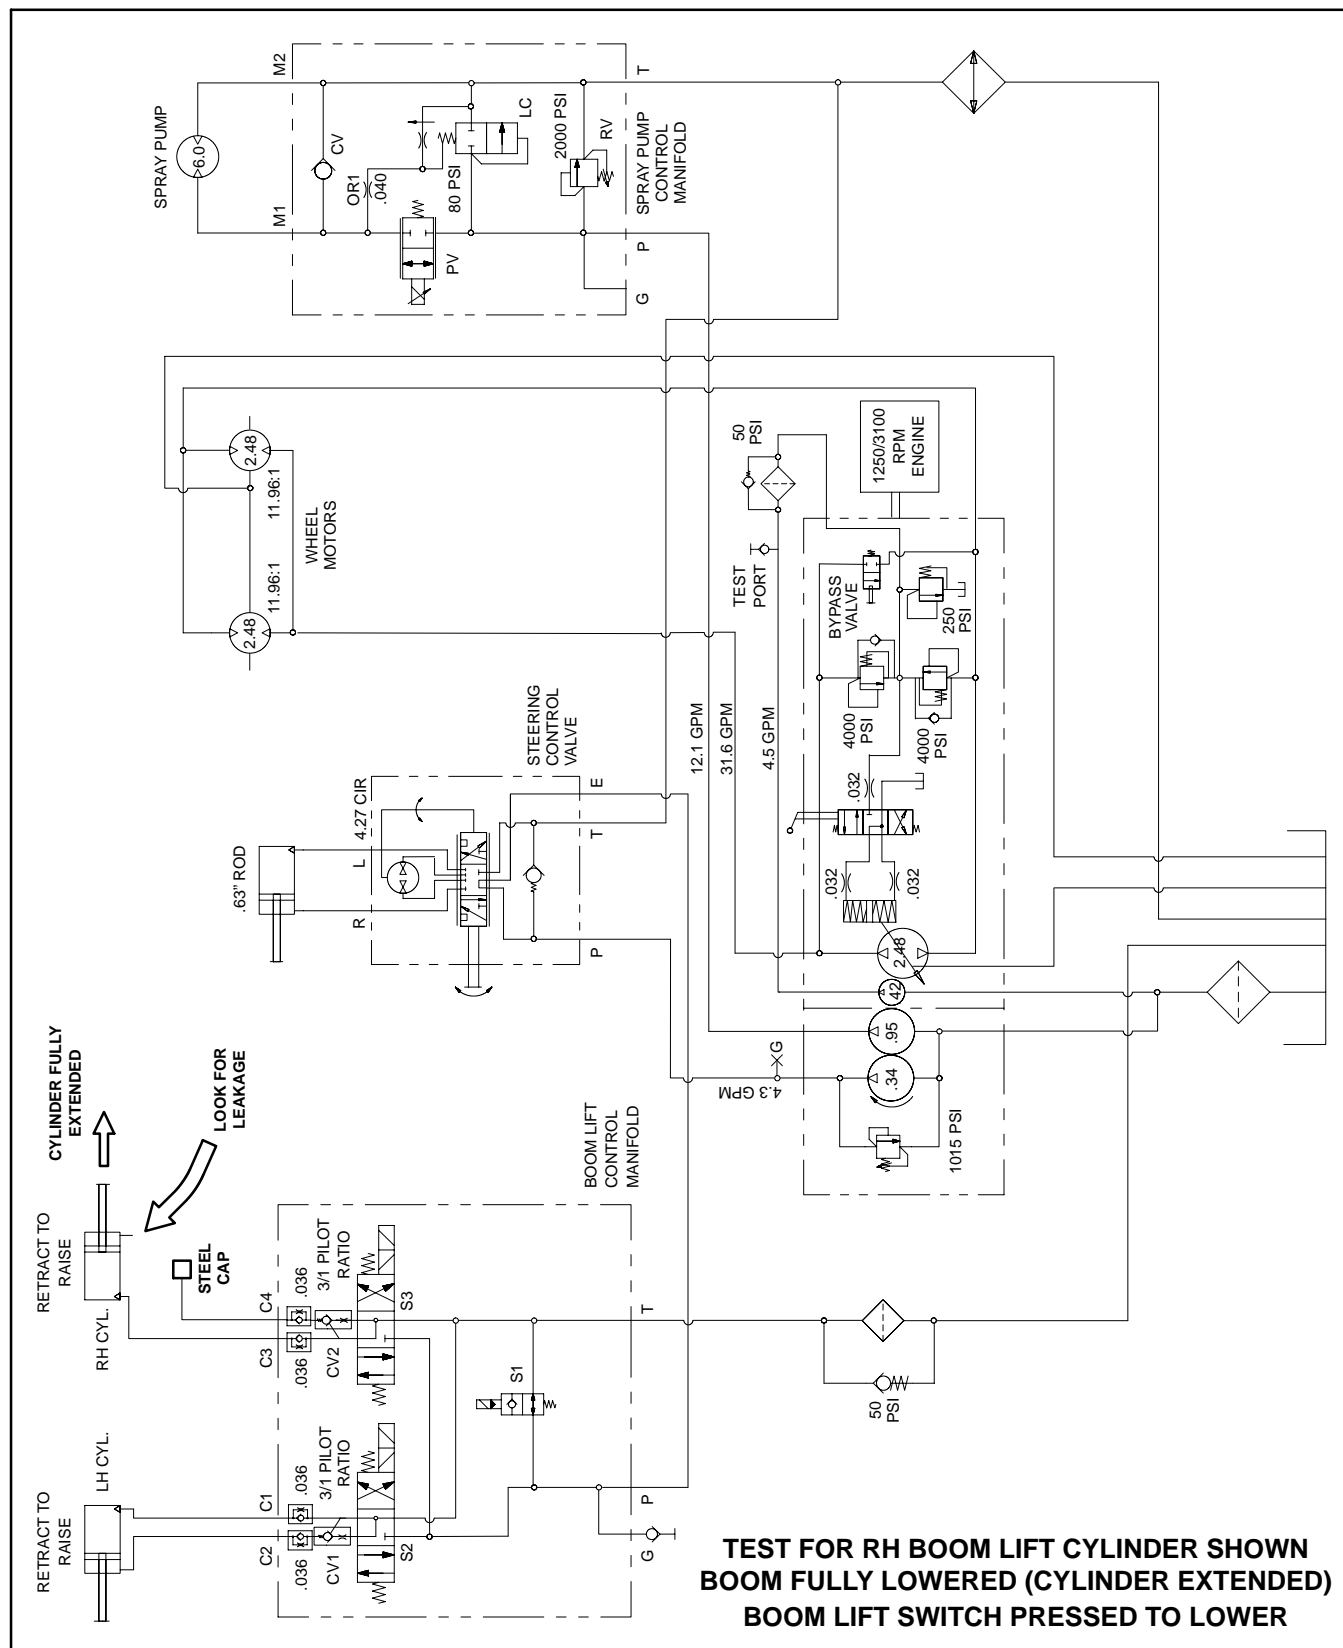 SPRAY PUMP
6.0
M2
M1
CV
OR1
.040
PV
80 PSI
LC
2000 PSI
RV
T
P
G
SPRAY PUMP
CONTROL
MANIFOLD
WHEEL
MOTORS
2.48
11.96:1
2.48
11.96:1
50
PSI
TEST
PORT
1250/3100
RPM
ENGINE
BYPASS
VALVE
250
PSI
4000
PSI
4000
PSI
12.1 GPM
31.6 GPM
4.5 GPM
.032
.032
.032
2.48
.42
.95
.34
4.3 GPM
G
1015 PSI
.63" ROD
R
L
4.27 CIR
STEERING
CONTROL
VALVE
P
T
E
CYLINDER FULLY
EXTENDED
LOOK FOR
LEAKAGE
RETRACT TO
RAISE
RH CYL.
STEEL
CAP
BOOM LIFT
CONTROL
MANIFOLD
C4
.036
3/1 PILOT
RATIO
C3
.036
CV2
S3
S1
T
RETRACT TO
RAISE
LH CYL.
C1
.036
3/1 PILOT
RATIO
C2
.036
CV1
S2
P
G
50
PSI
TEST FOR RH BOOM LIFT CYLINDER SHOWN
BOOM FULLY LOWERED (CYLINDER EXTENDED)
BOOM LIFT SWITCH PRESSED TO LOWER